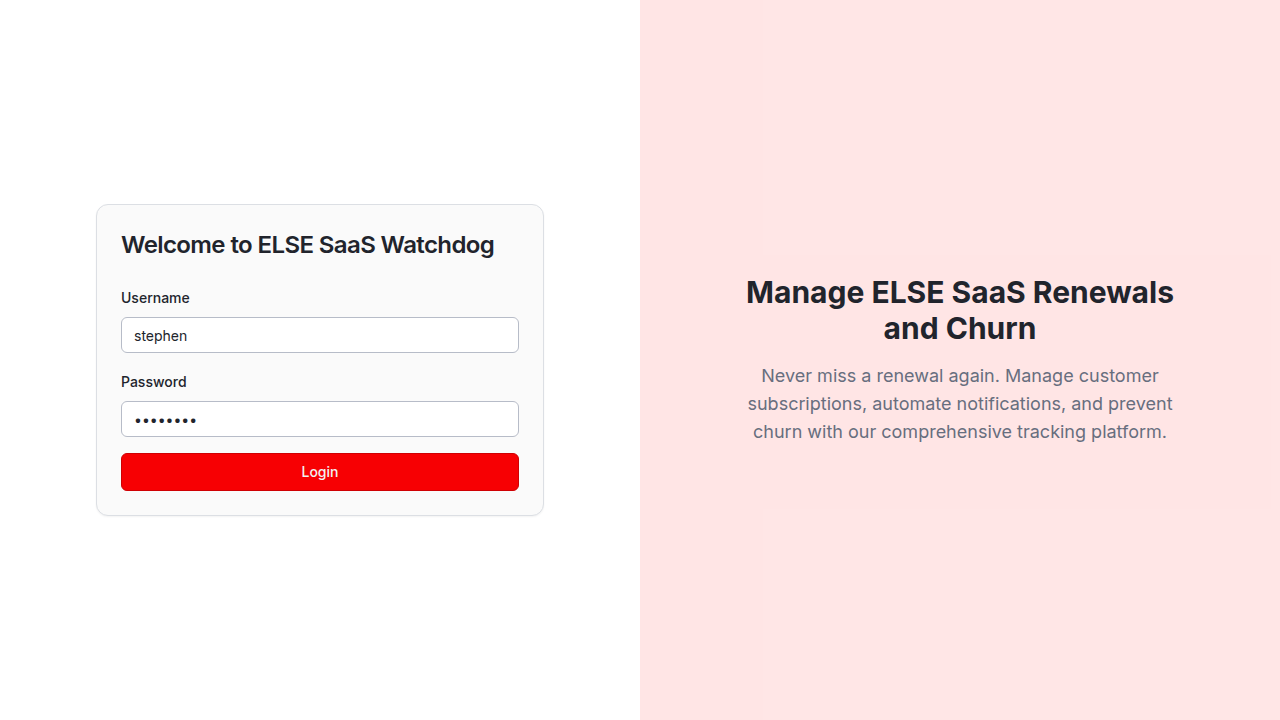 Welcome to ELSE SaaS Watchdog
Username
stephen
Password
••••••••
Login
Manage ELSE SaaS Renewals
and Churn
Never miss a renewal again. Manage customer
subscriptions, automate notifications, and prevent
churn with our comprehensive tracking platform.